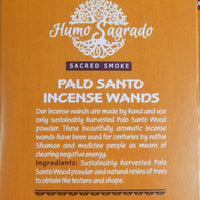 Humo Sagrado
SACRED SMOKE
PALO SANTO
INCENSE WANDS
Our incense wands are made by hand and use
only sustainably harvested Palo Santo Wood
powder. These beautifully aromatic incense
wands have been used for centuries by native
Shaman and medicine people as means of
clearing negative energy.
Ingredients: Sustainably harvested Palo
Santo Wood powder and natural resins of trees
to obtain the texture and shape.